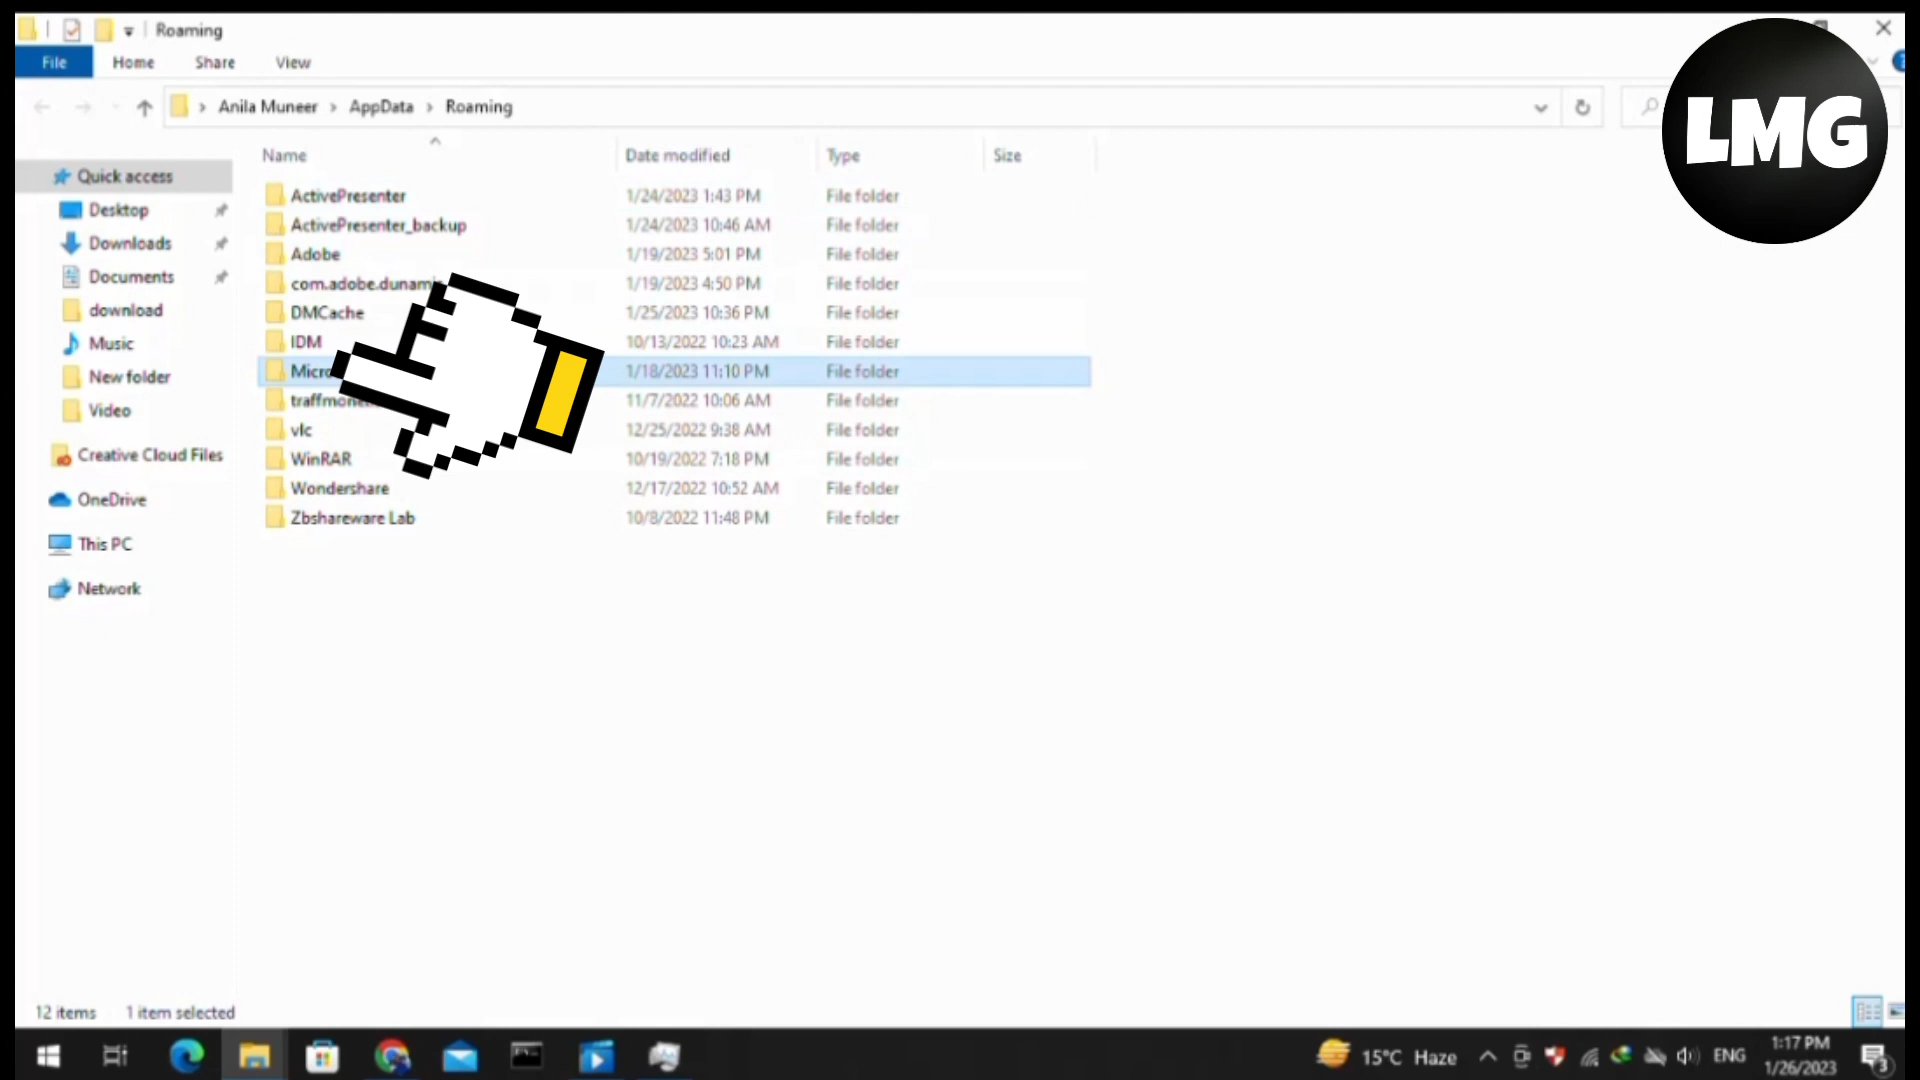 Roaming
File Home Share View
Anila Muneer AppData Roaming
LMG
Name Date modified Type Size
Quick access
Desktop
Downloads
Documents
download
Music
New folder
Video
Creative Cloud Files
OneDrive
This PC
Network
ActivePresenter 1/24/2023 1:43 PM File folder
ActivePresenter_backup 1/24/2023 10:46 AM File folder
Adobe 1/19/2023 5:01 PM File folder
1/19/2023 4:50 PM File folder
DMCache 1/25/2023 10:36 PM File folder
IDM 10/13/2022 10:23 AM File folder
1/18/2023 11:10 PM File folder
11/7/2022 10:06 AM File folder
vlc 12/25/2022 9:38 AM File folder
WinRAR 10/19/2022 7:18 PM File folder
Wondershare 12/17/2022 10:52 AM File folder
Zbshareware Lab 10/8/2022 11:48 PM File folder
12 items 1 item selected
15°C Haze ENG 1:17 PM
1/26/2023
3